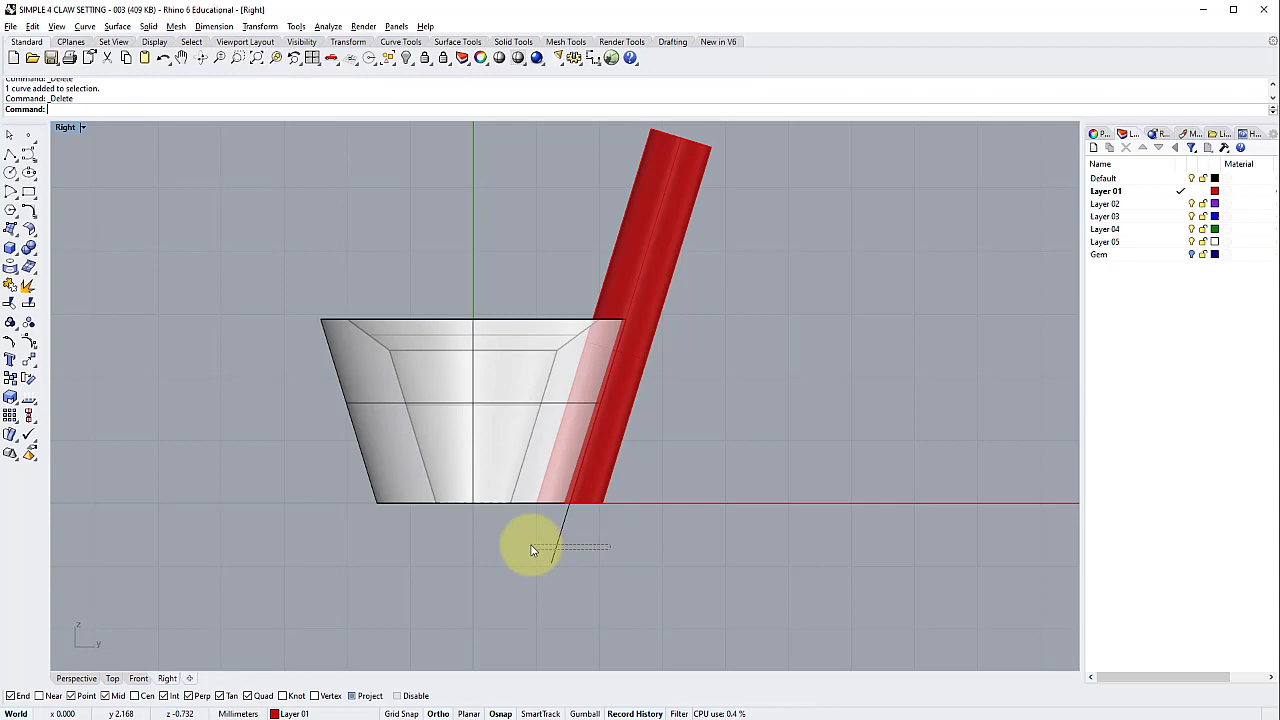 SIMPLE 4 CLAW SETTING - 003 (409 KB) - Rhino 6 Educational - [Right]
File Edit View Curve Surface Solid Mesh Dimension Transform Tools Analyze Render Panels Help
Standard CPlanes Set View Display Select Viewport Layout Visibility Transform Curve Tools Surface Tools Solid Tools Mesh Tools Render Tools Drafting New in V6
Command: _Delete
1 curve added to selection.
Command: _Delete
Command:
Right
P... L... R... M... Li... H...
Name Material
Default
Layer 01
Layer 02
Layer 03
Layer 04
Layer 05
Gem
z
y
Perspective Top Front Right
End Near Point Mid Cen Int Perp Tan Quad Knot Vertex Project Disable
World x 0.000 y 2.168 z -0.732 Millimeters Layer 01 Grid Snap Ortho Planar Osnap SmartTrack Gumball Record History Filter CPU use: 0.4 %